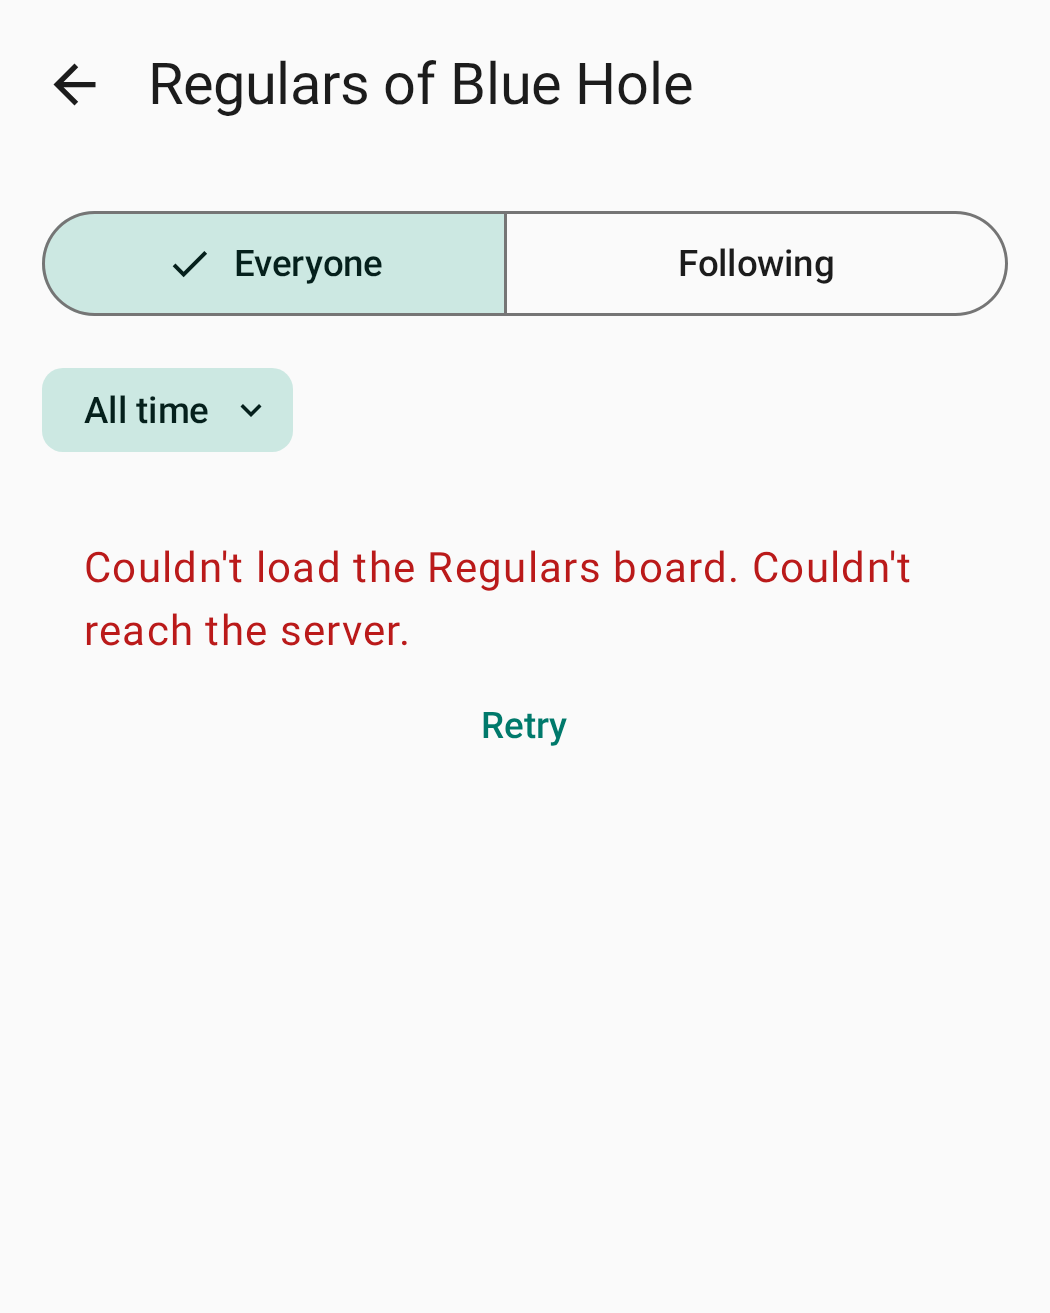 Regulars of Blue Hole
Everyone
Following
All time
Couldn't load the Regulars board. Couldn't
reach the server.
Retry